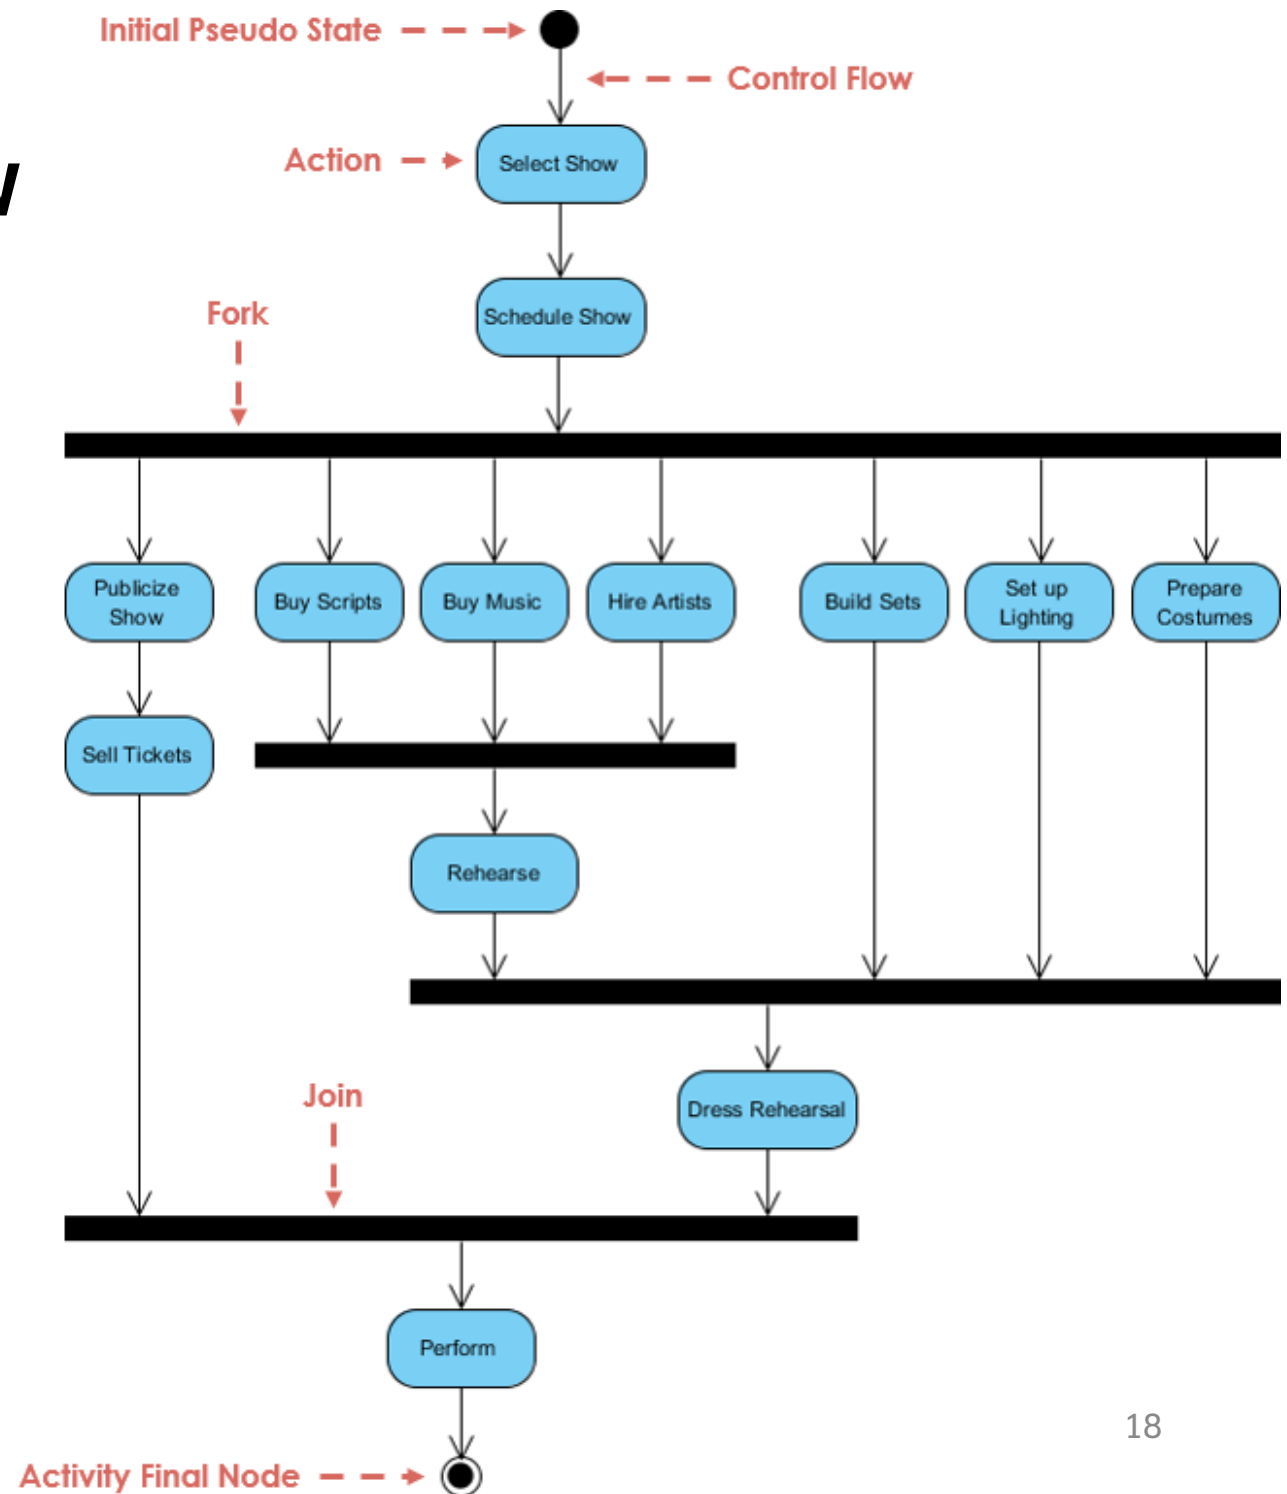 Initial Pseudo State
Control Flow
Action
Select Show
Schedule Show
Fork
Publicize
Show
Buy Scripts
Buy Music
Hire Artists
Build Sets
Set up
Lighting
Prepare
Costumes
Sell Tickets
Rehearse
Join
Dress Rehearsal
Perform
18
Activity Final Node